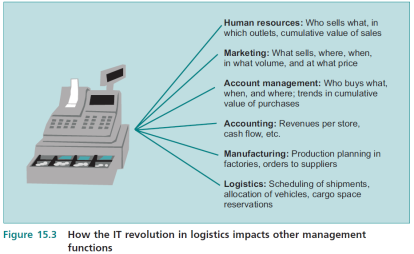 Human resources: Who sells what, in
which outlets, cumulative value of sales
Marketing: What sells, where, when,
in what volume, and at what price
Account management: Who buys what,
when, and where; trends in cumulative
value of purchases
Accounting: Revenues per store,
cash flow, etc.
Manufacturing: Production planning in
factories, orders to suppliers
Logistics: Scheduling of shipments,
allocation of vehicles, cargo space
reservations
Figure 15.3 How the IT revolution in logistics impacts other management
functions